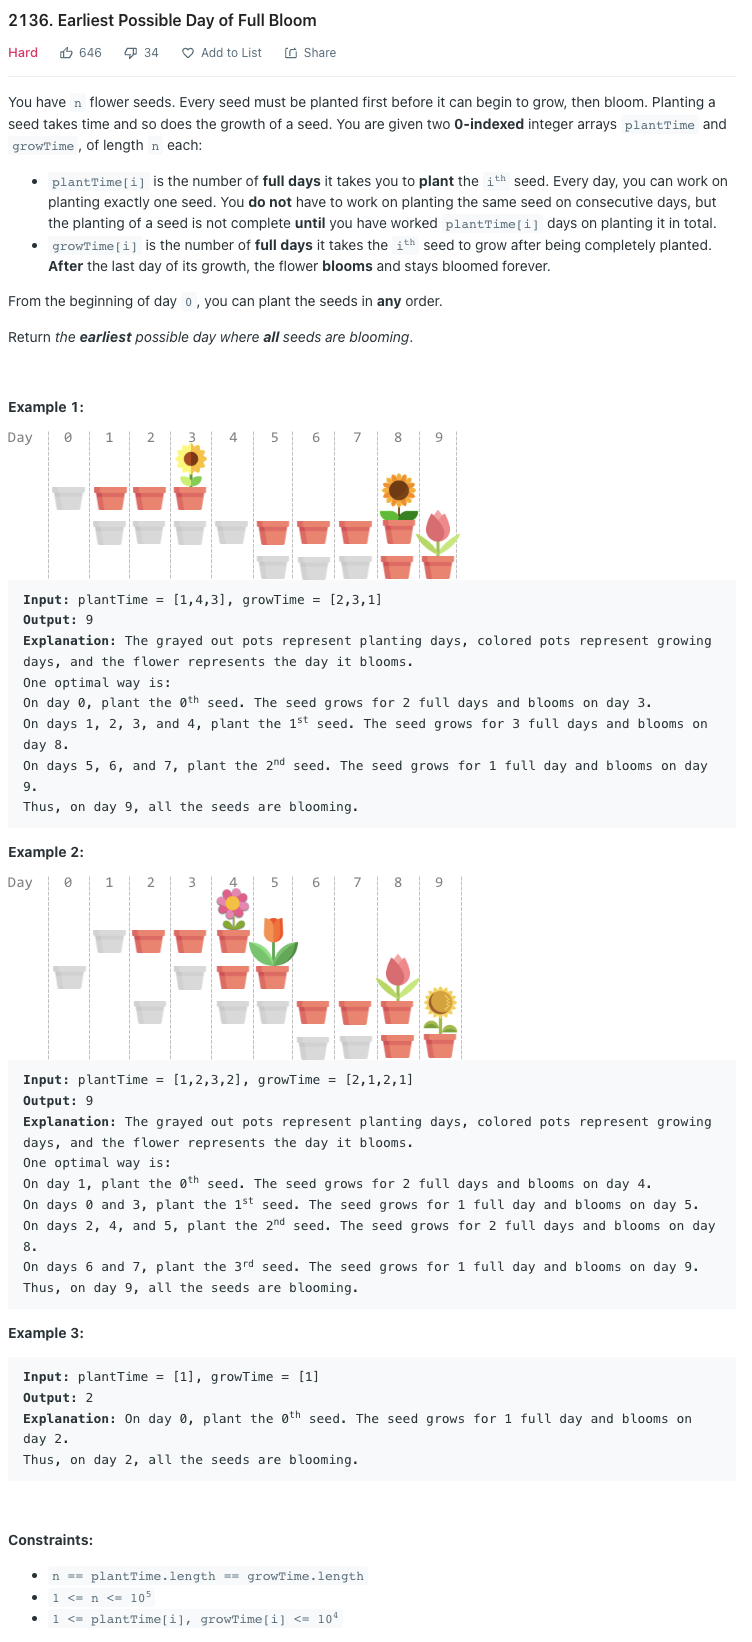 2136. Earliest Possible Day of Full Bloom
Hard 646 34 Add to List Share
You have n flower seeds. Every seed must be planted first before it can begin to grow, then bloom. Planting a
seed takes time and so does the growth of a seed. You are given two 0-indexed integer arrays plantTime and
growTime , of length n each:
• plantTime[i] is the number of full days it takes you to plant the iᵗʰ seed. Every day, you can work on
planting exactly one seed. You do not have to work on planting the same seed on consecutive days, but
the planting of a seed is not complete until you have worked plantTime[i] days on planting it in total.
• growTime[i] is the number of full days it takes the iᵗʰ seed to grow after being completely planted.
After the last day of its growth, the flower blooms and stays bloomed forever.
From the beginning of day 0 , you can plant the seeds in any order.
Return the earliest possible day where all seeds are blooming.
Example 1:
Day 0 1 2 3 4 5 6 7 8 9
Input: plantTime = [1,4,3], growTime = [2,3,1]
Output: 9
Explanation: The grayed out pots represent planting days, colored pots represent growing
days, and the flower represents the day it blooms.
One optimal way is:
On day 0, plant the 0ᵗʰ seed. The seed grows for 2 full days and blooms on day 3.
On days 1, 2, 3, and 4, plant the 1ˢᵗ seed. The seed grows for 3 full days and blooms on
day 8.
On days 5, 6, and 7, plant the 2ⁿᵈ seed. The seed grows for 1 full day and blooms on day
9.
Thus, on day 9, all the seeds are blooming.
Example 2:
Day 0 1 2 3 4 5 6 7 8 9
Input: plantTime = [1,2,3,2], growTime = [2,1,2,1]
Output: 9
Explanation: The grayed out pots represent planting days, colored pots represent growing
days, and the flower represents the day it blooms.
One optimal way is:
On day 1, plant the 0ᵗʰ seed. The seed grows for 2 full days and blooms on day 4.
On days 0 and 3, plant the 1ˢᵗ seed. The seed grows for 1 full day and blooms on day 5.
On days 2, 4, and 5, plant the 2ⁿᵈ seed. The seed grows for 2 full days and blooms on day
8.
On days 6 and 7, plant the 3ʳᵈ seed. The seed grows for 1 full day and blooms on day 9.
Thus, on day 9, all the seeds are blooming.
Example 3:
Input: plantTime = [1], growTime = [1]
Output: 2
Explanation: On day 0, plant the 0ᵗʰ seed. The seed grows for 1 full day and blooms on
day 2.
Thus, on day 2, all the seeds are blooming.
Constraints:
• n == plantTime.length == growTime.length
• 1 <= n <= 10⁵
• 1 <= plantTime[i], growTime[i] <= 10⁴